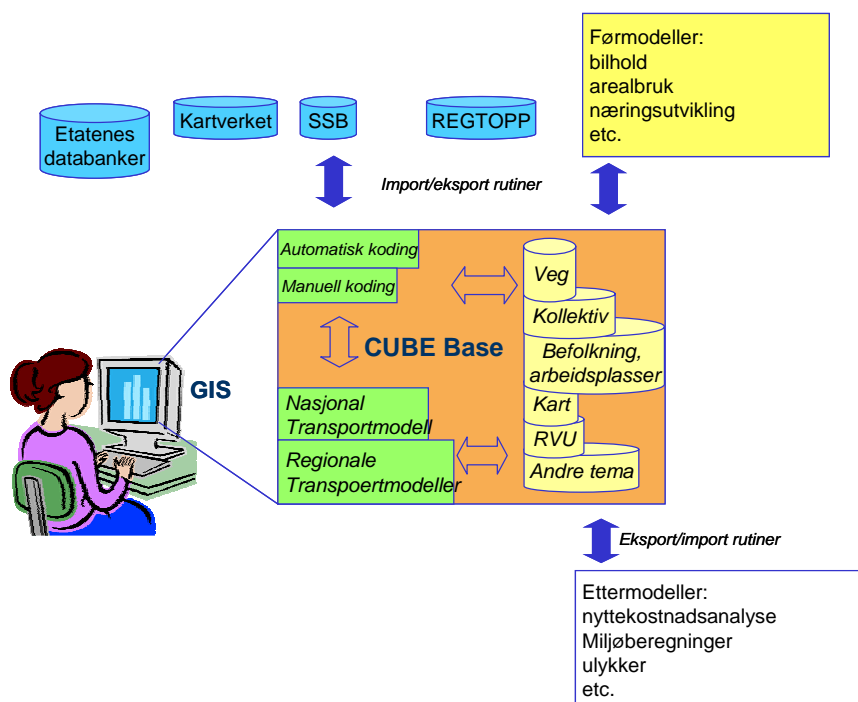 Førmodeller:
bilhold
arealbruk
næringsutvikling
etc.
Etatenes
databanker
Kartverket
SSB
REGTOPP
Import/eksport rutiner
Automatisk koding
Manuell koding
CUBE Base
GIS
Nasjonal
Transportmodell
Regionale
Transpoertmodeller
Veg
Kollektiv
Befolkning,
arbeidsplasser
Kart
RVU
Andre tema
Eksport/import rutiner
Ettermodeller:
nyttekostnadsanalyse
Miljøberegninger
ulykker
etc.